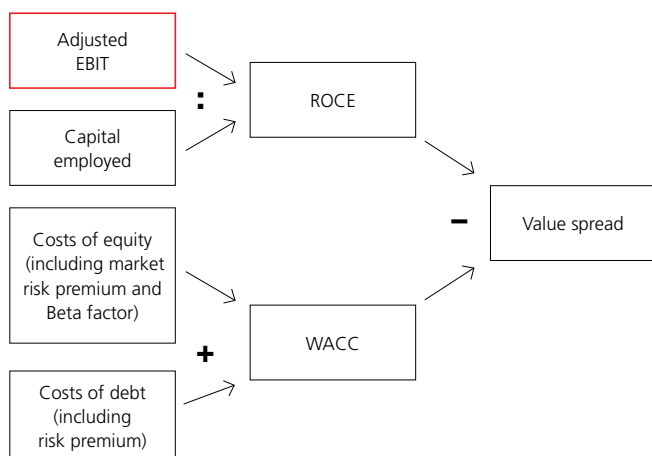 Adjusted
EBIT
:
ROCE
Capital
employed
–
Value spread
Costs of equity
(including market
risk premium and
Beta factor)
+
WACC
Costs of debt
(including
risk premium)